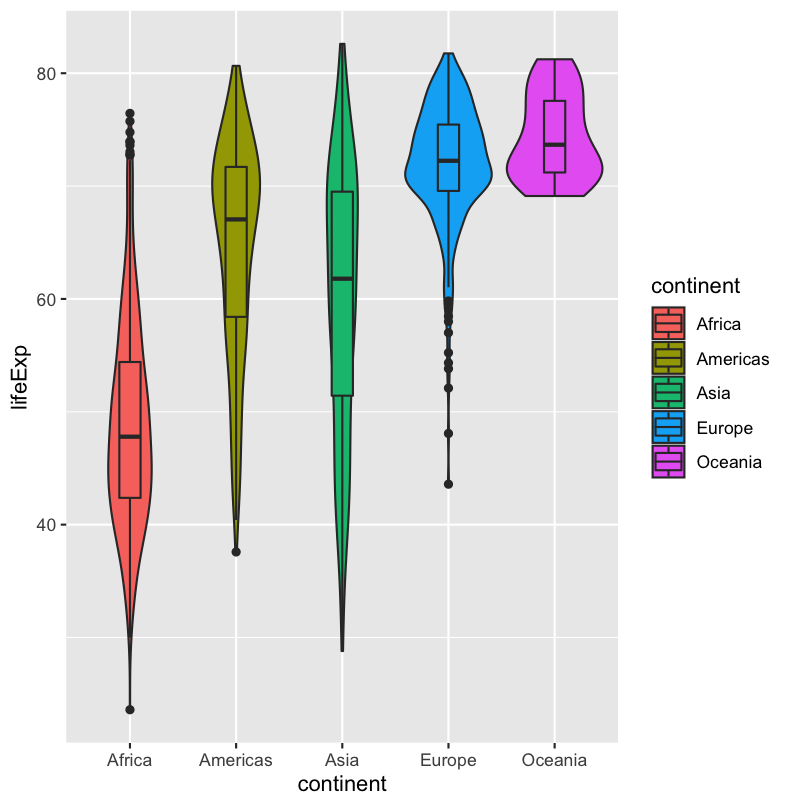 80
60
40
lifeExp
Africa
Americas
Asia
Europe
Oceania
continent
continent
Africa
Americas
Asia
Europe
Oceania